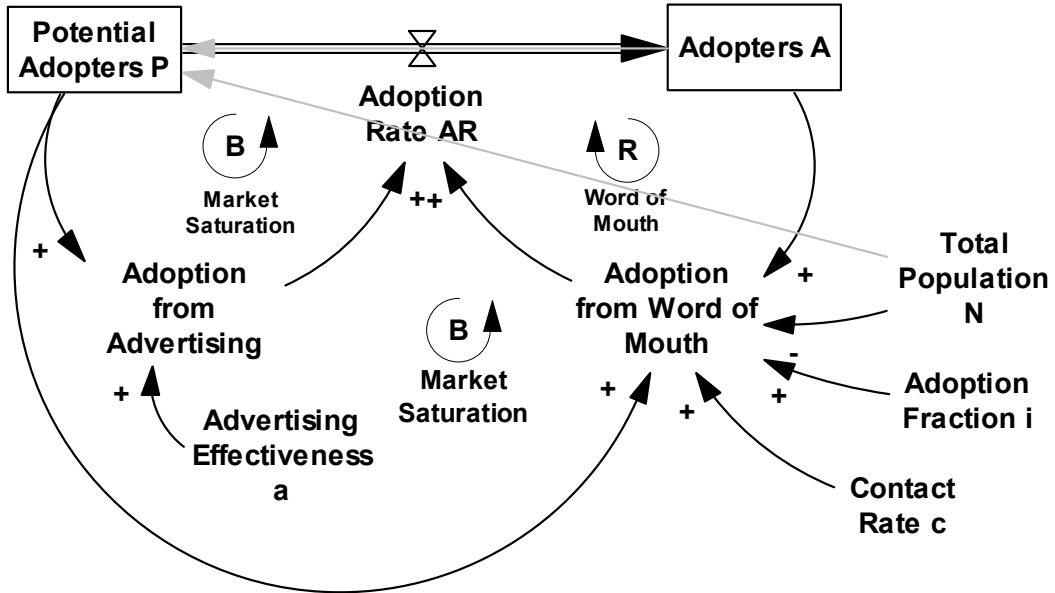 Potential
Adopters P
Adopters A
Adoption
Rate AR
B
Market
Saturation
R
Word of
Mouth
+
++
+
Adoption
from
Advertising
Adoption
from Word of
Mouth
Total
Population
N
B
Market
Saturation
-
+
+
+
+
Adoption
Fraction i
Advertising
Effectiveness
a
Contact
Rate c